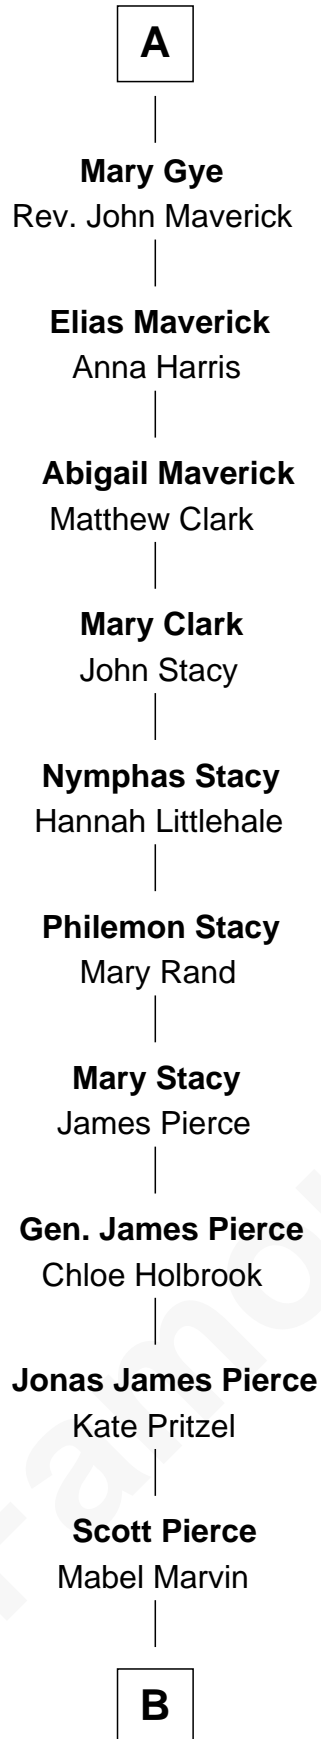 A
Mary Gye
Rev. John Maverick
Elias Maverick
Anna Harris
Abigail Maverick
Matthew Clark
Mary Clark
John Stacy
Nymphas Stacy
Hannah Littlehale
Philemon Stacy
Mary Rand
Mary Stacy
James Pierce
Gen. James Pierce
Chloe Holbrook
Jonas James Pierce
Kate Pritzel
Scott Pierce
Mabel Marvin
B